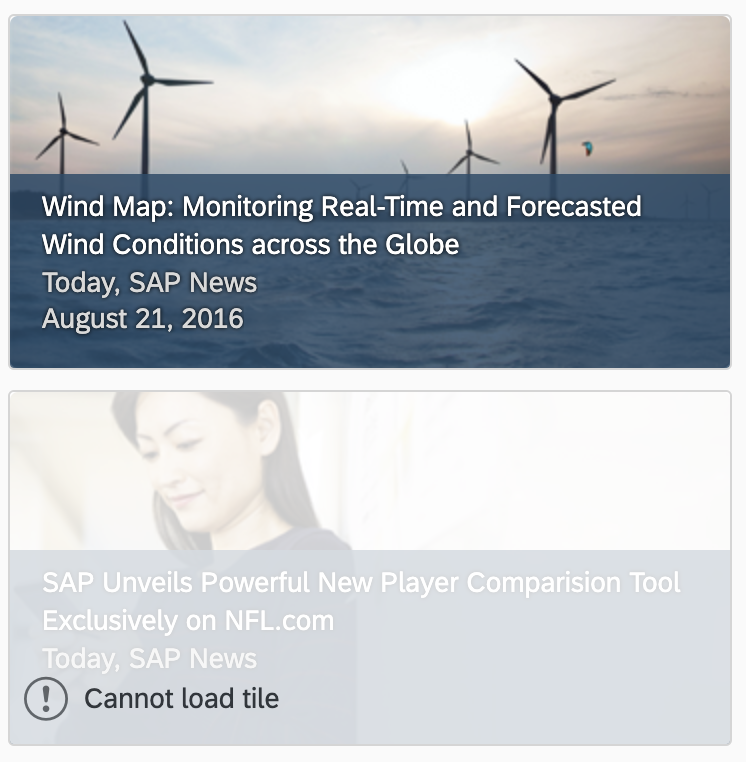 Wind Map: Monitoring Real-Time and Forecasted
Wind Conditions across the Globe
Today, SAP News
August 21, 2016
SAP Unveils Powerful New Player Comparision Tool
Exclusively on NFL.com
Today, SAP News
Cannot load tile